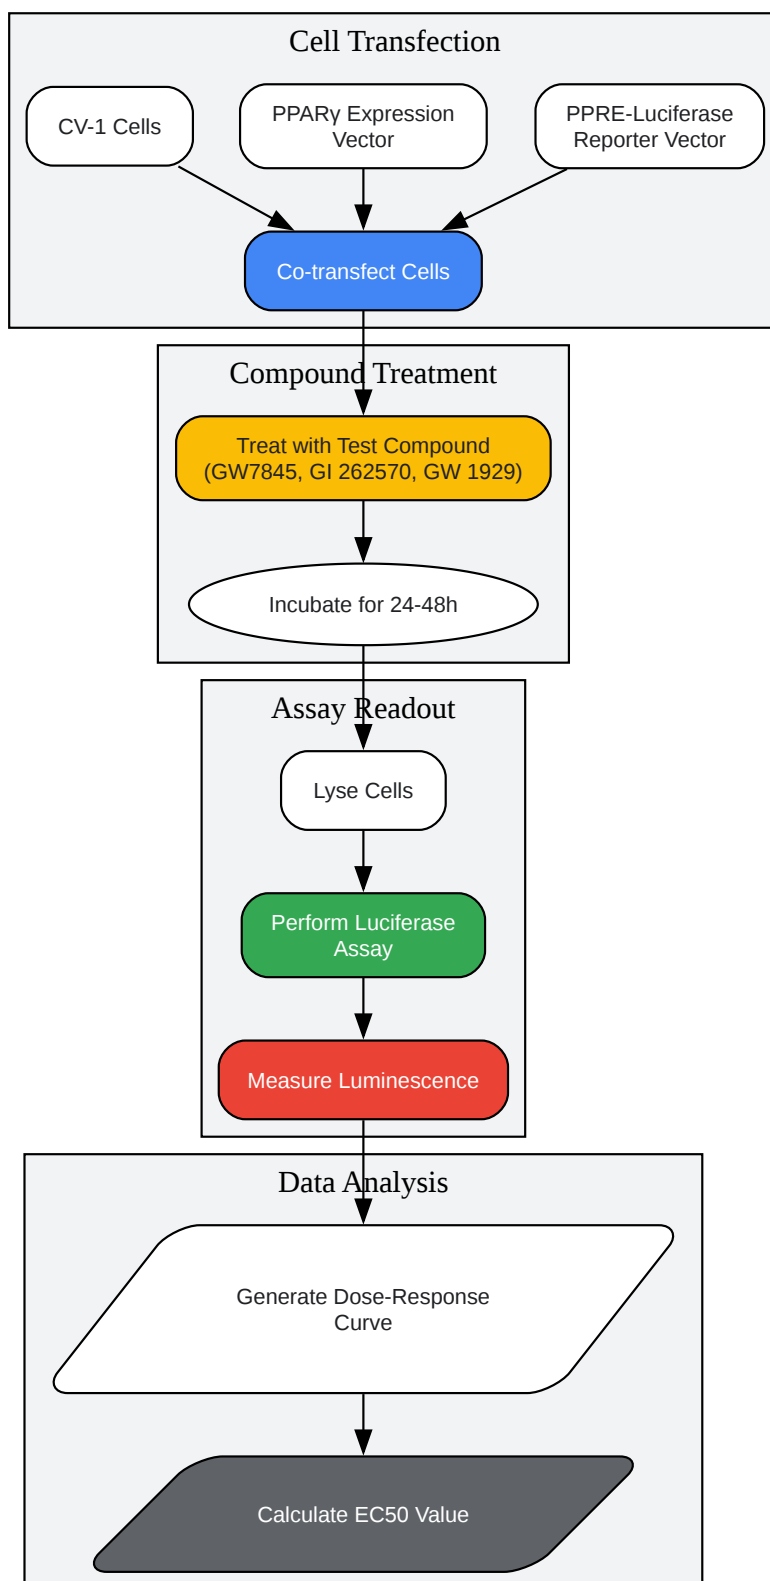 Cell Transfection
CV-1 Cells
PPARγ Expression
Vector
PPRE-Luciferase
Reporter Vector
Co-transfect Cells
Compound Treatment
Treat with Test Compound
(GW7845, GI 262570, GW 1929)
Incubate for 24-48h
Assay Readout
Lyse Cells
Perform Luciferase
Assay
Measure Luminescence
Data Analysis
Generate Dose-Response
Curve
Calculate EC50 Value